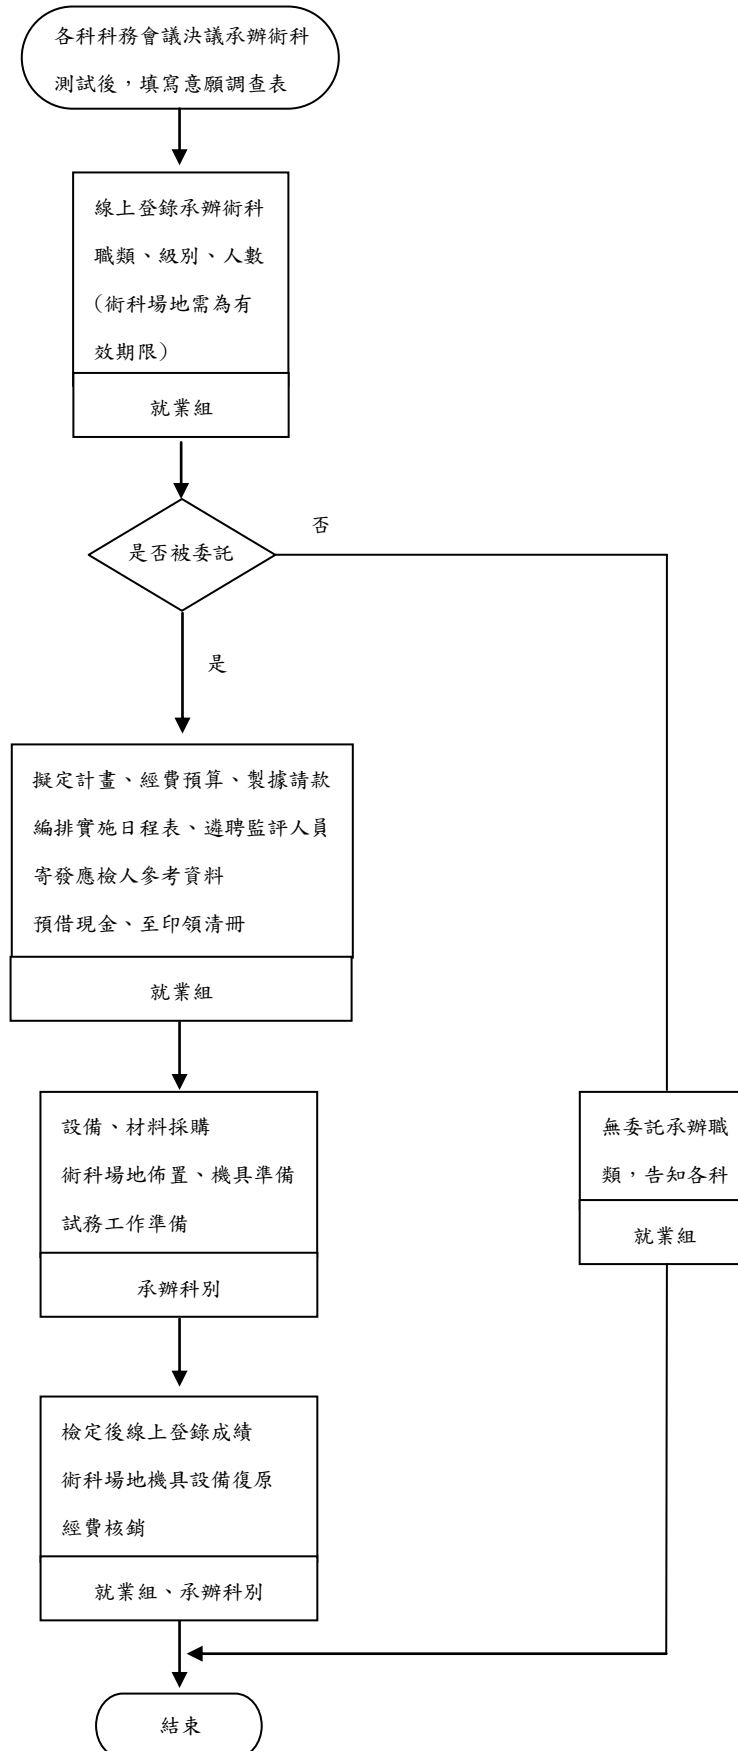 各科科務會議決議承辦術科
測試後，填寫意願調查表
線上登錄承辦術科
職類、級別、人數
(術科場地需為有
效期限)
就業組
是否被委託
否
是
擬定計畫、經費預算、製據請款
編排實施日程表、遴聘監評人員
寄發應檢人參考資料
預借現金、至印領清冊
就業組
設備、材料採購
術科場地佈置、機具準備
試務工作準備
承辦科別
無委託承辦職
類，告知各科
就業組
檢定後線上登錄成績
術科場地機具設備復原
經費核銷
就業組、承辦科別
結束